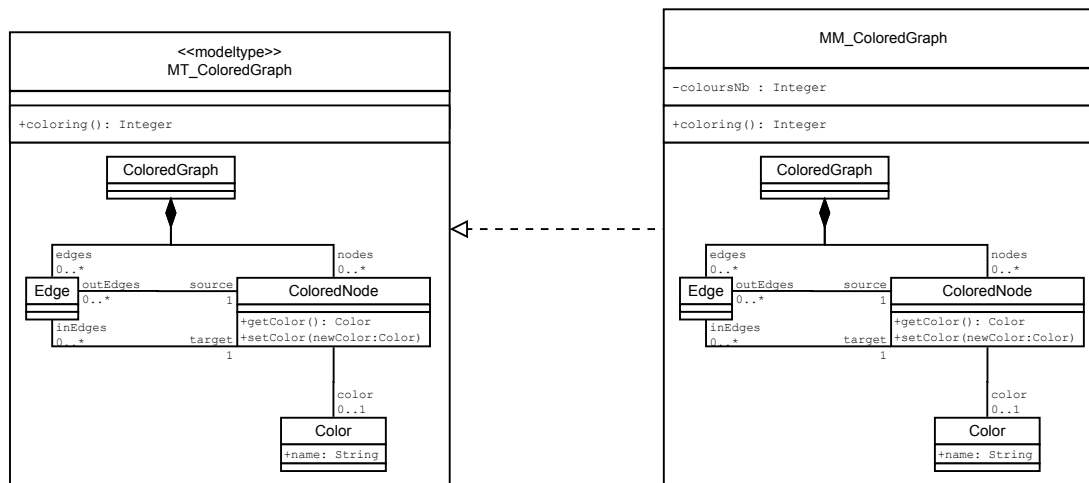 <<modeltype>>
MT_ColoredGraph
+coloring(): Integer
ColoredGraph
edges
0..*
nodes
0..*
Edge
outEdges
0..*
source
1
ColoredNode
+getColor(): Color
+setColor(newColor:Color)
inEdges
0..*
target
1
color
0..1
Color
+name: String
MM_ColoredGraph
-coloursNb : Integer
+coloring(): Integer
ColoredGraph
edges
0..*
nodes
0..*
Edge
outEdges
0..*
source
1
ColoredNode
+getColor(): Color
+setColor(newColor:Color)
inEdges
0..*
target
1
color
0..1
Color
+name: String